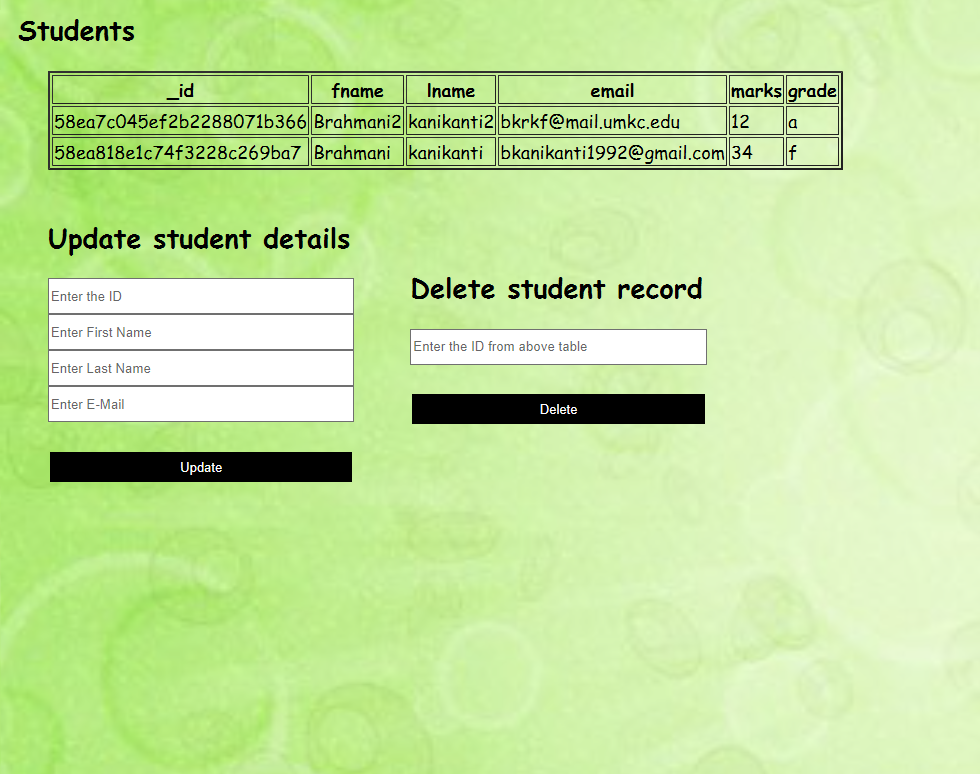 Students
_id fname lname email marks grade
58ea7c045ef2b2288071b366 Brahmani2 kanikanti2 bkrkf@mail.umkc.edu 12 a
58ea818e1c74f3228c269ba7 Brahmani kanikanti bkanikanti1992@gmail.com 34 f
Update student details
Enter the ID
Enter First Name
Enter Last Name
Enter E-Mail
Update
Delete student record
Enter the ID from above table
Delete